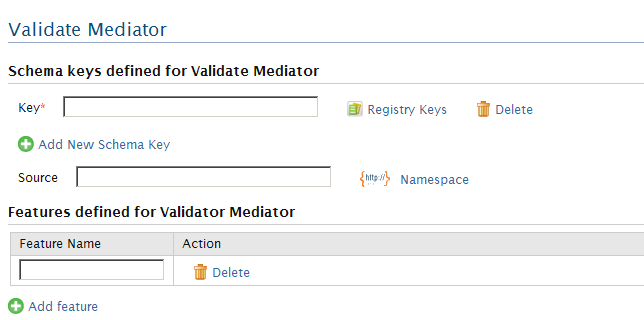 Validate Mediator
Schema keys defined for Validate Mediator
Key* Registry Keys Delete
Add New Schema Key
Source {http://} Namespace
Features defined for Validator Mediator
Feature Name Action
Delete
Add feature